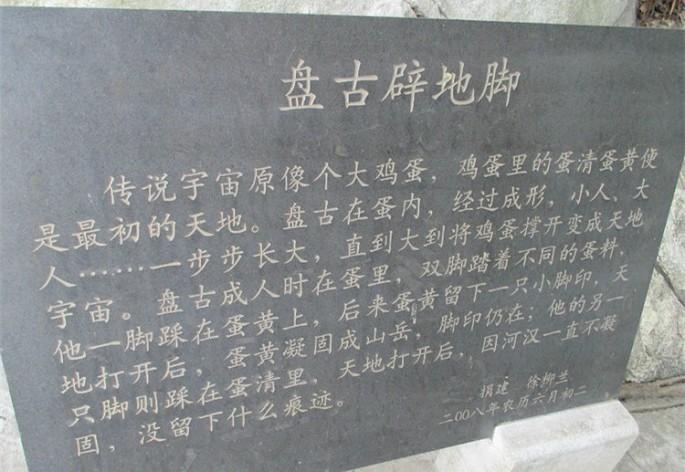 盘古辟地脚
传说宇宙原像个大鸡蛋，鸡蛋里的蛋清蛋黄便
是最初的天地。盘古在蛋内，经过成形，小人、大
人……一步步长大，直到大到将鸡蛋撑开变成天地
宇宙。盘古成人时在蛋里，双脚踏着不同的蛋料，
他一脚踩在蛋黄上，后来蛋黄留下一只小脚印，天
地打开后，蛋黄凝固成山岳，脚印仍在；他的另一
只脚则踩在蛋清里，天地打开后，因河汉一直不凝
固，没留下什么痕迹。
捐建 徐柳兰
二〇〇八年农历六月初二